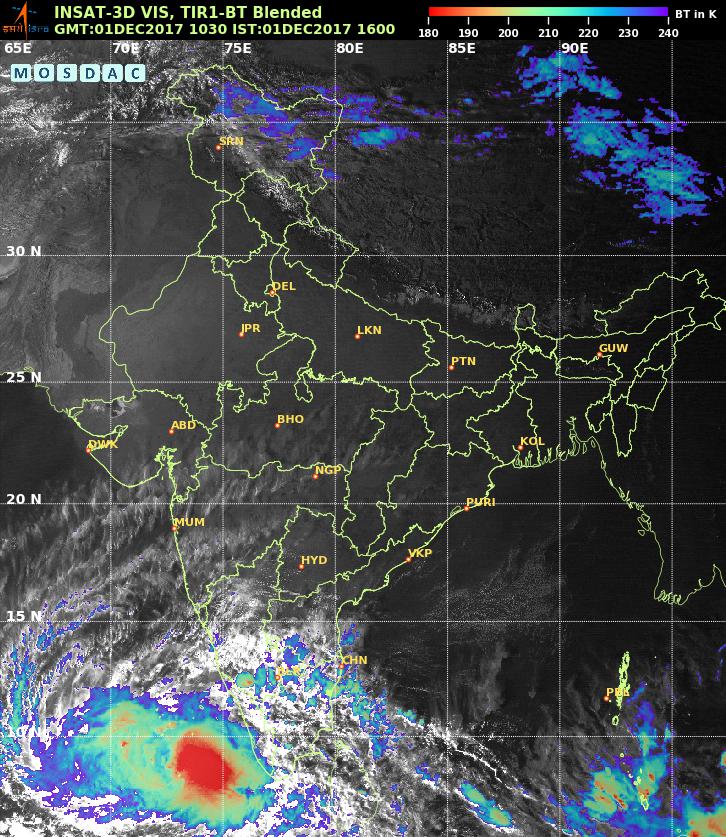 INSAT-3D VIS, TIR1-BT Blended
GMT:01DEC2017 1030 IST:01DEC2017 1600
BT in K
180 190 200 210 220 230 240
65E 70E 75E 80E 85E 90E
MOSDAC
SRN
30 N
DEL
JPR LKN GUW
PTN
25 N
ABD BHO
DWK KOL
NGP
20 N PURI
MUM
HYD VKP
15 N
CHN
PBL